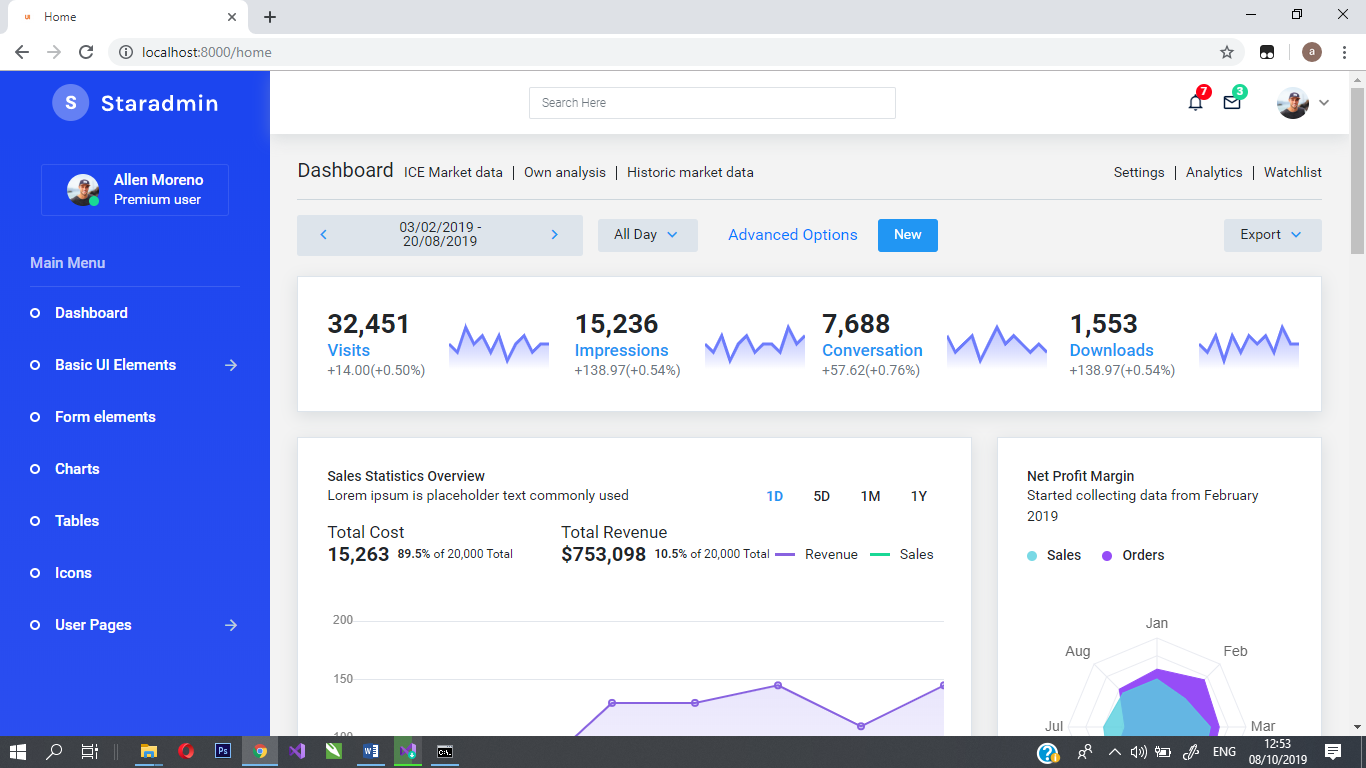 UI Home
localhost:8000/home
a
S Staradmin
Search Here
7
3
Allen Moreno
Premium user
Main Menu
Dashboard
Basic UI Elements
Form elements
Charts
Tables
Icons
User Pages
Dashboard ICE Market data | Own analysis | Historic market data
Settings | Analytics | Watchlist
03/02/2019 -
20/08/2019
All Day
Advanced Options
New
Export
32,451
Visits
+14.00(+0.50%)
15,236
Impressions
+138.97(+0.54%)
7,688
Conversation
+57.62(+0.76%)
1,553
Downloads
+138.97(+0.54%)
Sales Statistics Overview
Lorem ipsum is placeholder text commonly used
1D 5D 1M 1Y
Total Cost
15,263 89.5% of 20,000 Total
Total Revenue
$753,098 10.5% of 20,000 Total
Revenue Sales
200
150
100
Net Profit Margin
Started collecting data from February
2019
Sales Orders
Jan
Feb
Mar
Jul
Aug
Ps
W
C:\.
?
ENG
12:53
08/10/2019